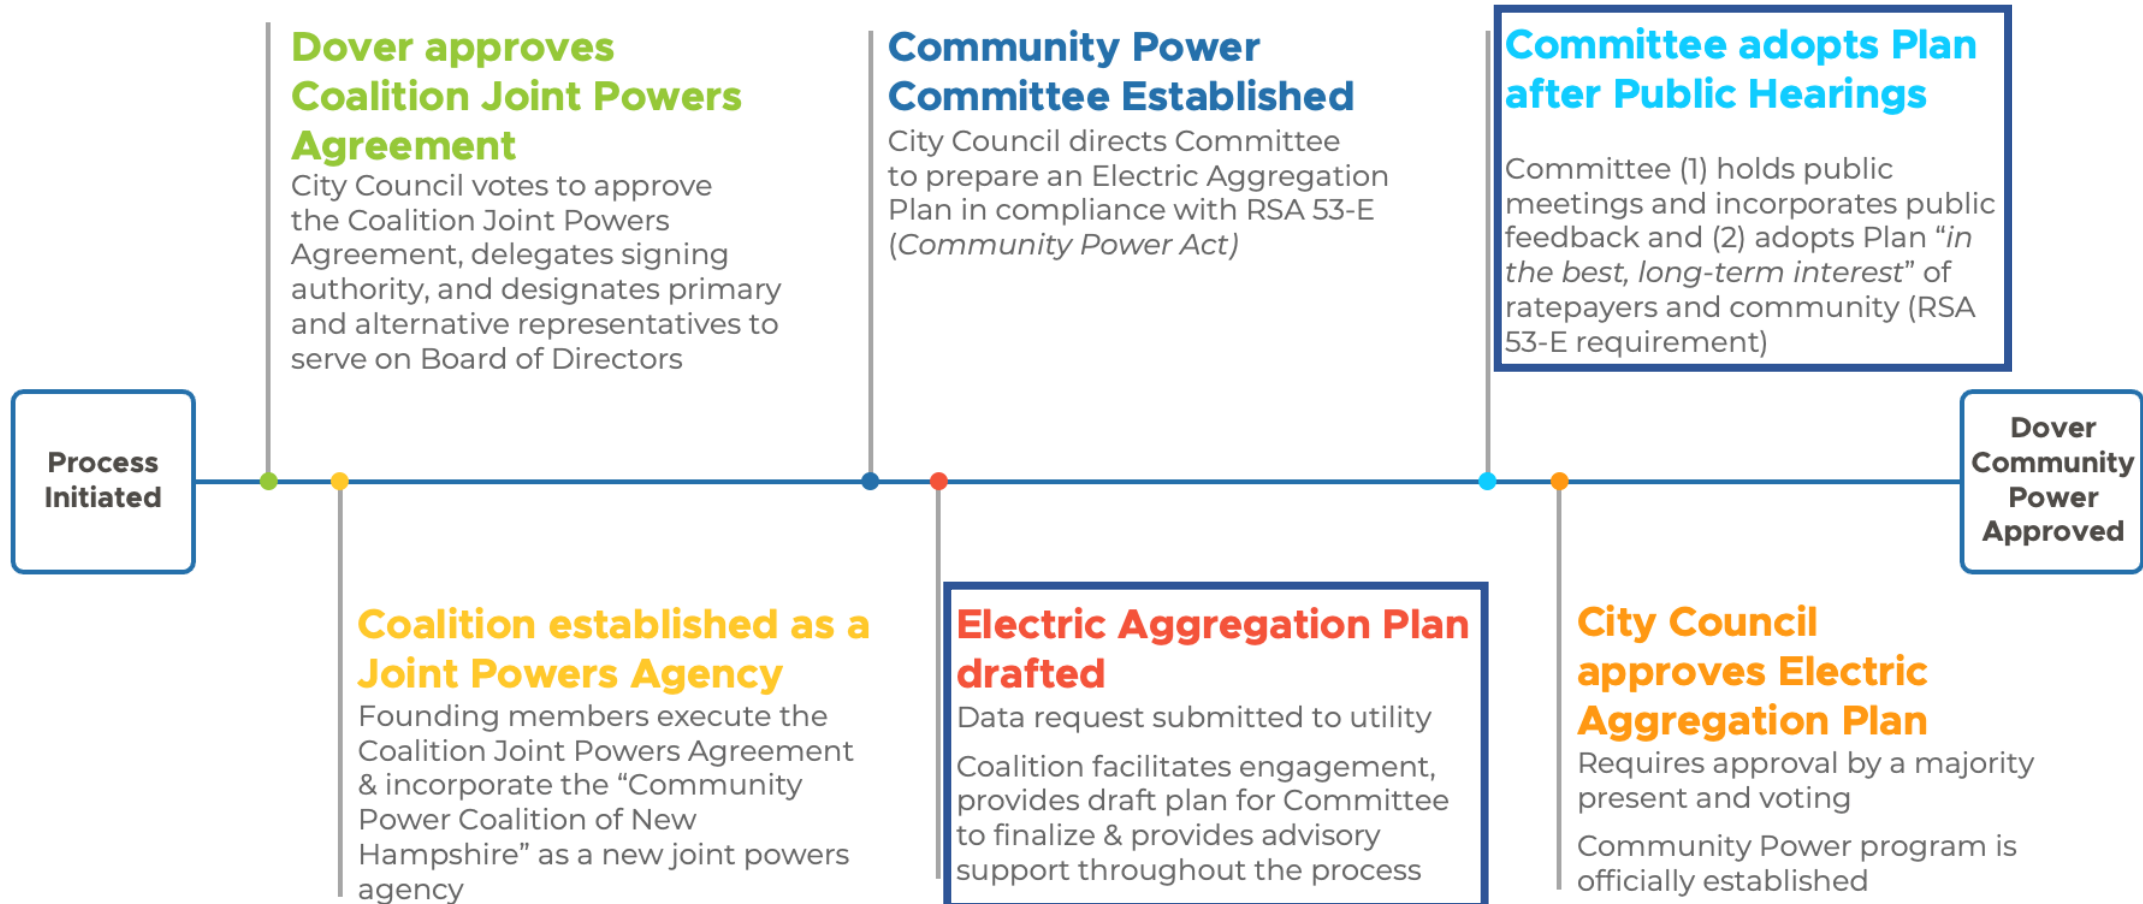 Process
Initiated
Dover approves
Coalition Joint Powers
Agreement
City Council votes to approve
the Coalition Joint Powers
Agreement, delegates signing
authority, and designates primary
and alternative representatives to
serve on Board of Directors
Coalition established as a
Joint Powers Agency
Founding members execute the
Coalition Joint Powers Agreement
& incorporate the “Community
Power Coalition of New
Hampshire” as a new joint powers
agency
Community Power
Committee Established
City Council directs Committee
to prepare an Electric Aggregation
Plan in compliance with RSA 53-E
(Community Power Act)
Electric Aggregation Plan
drafted
Data request submitted to utility
Coalition facilitates engagement,
provides draft plan for Committee
to finalize & provides advisory
support throughout the process
Committee adopts Plan
after Public Hearings
Committee (1) holds public
meetings and incorporates public
feedback and (2) adopts Plan “in
the best, long-term interest” of
ratepayers and community (RSA
53-E requirement)
City Council
approves Electric
Aggregation Plan
Requires approval by a majority
present and voting
Community Power program is
officially established
Dover
Community
Power
Approved